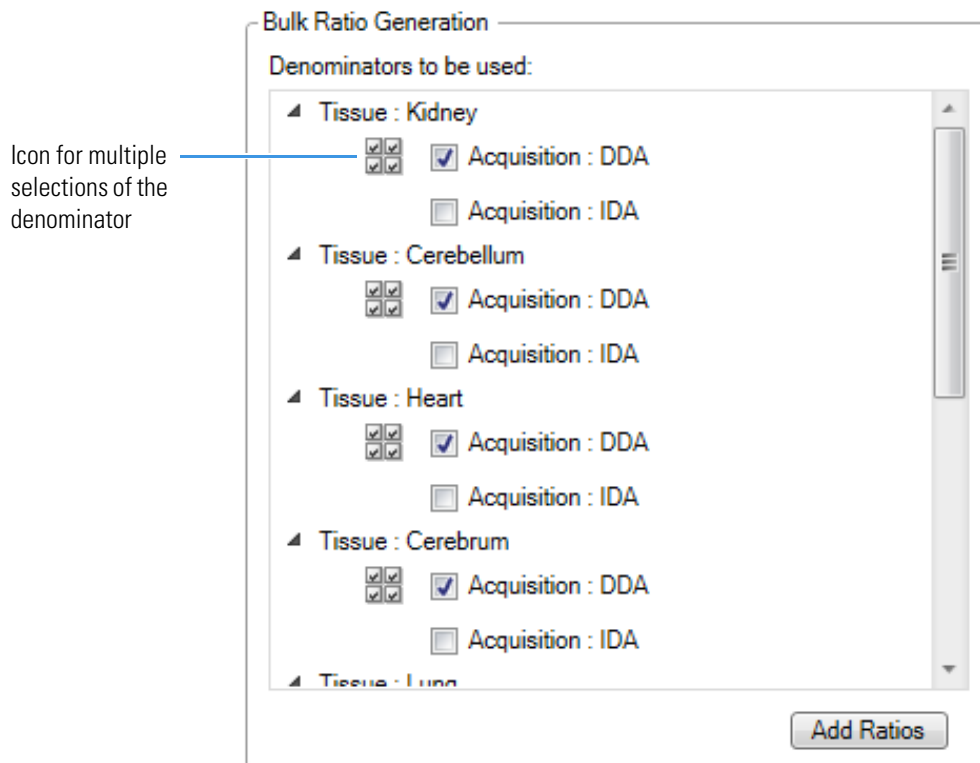 Bulk Ratio Generation
Denominators to be used:
Tissue : Kidney
Icon for multiple
selections of the
denominator
Acquisition : DDA
Acquisition : IDA
Tissue : Cerebellum
Acquisition : DDA
Acquisition : IDA
Tissue : Heart
Acquisition : DDA
Acquisition : IDA
Tissue : Cerebrum
Acquisition : DDA
Acquisition : IDA
Tissue : Lung
Add Ratios